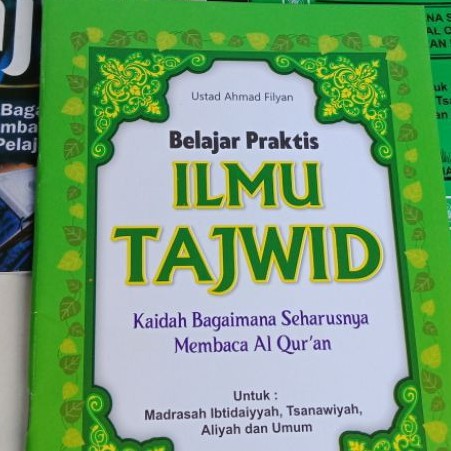 Ustad Ahmad Filyan
Belajar Praktis
ILMU
TAJWID
Kaidah Bagaimana Seharusnya
Membaca Al Qur'an
Untuk :
Madrasah Ibtidaiyyah, Tsanawiyah,
Aliyah dan Umum